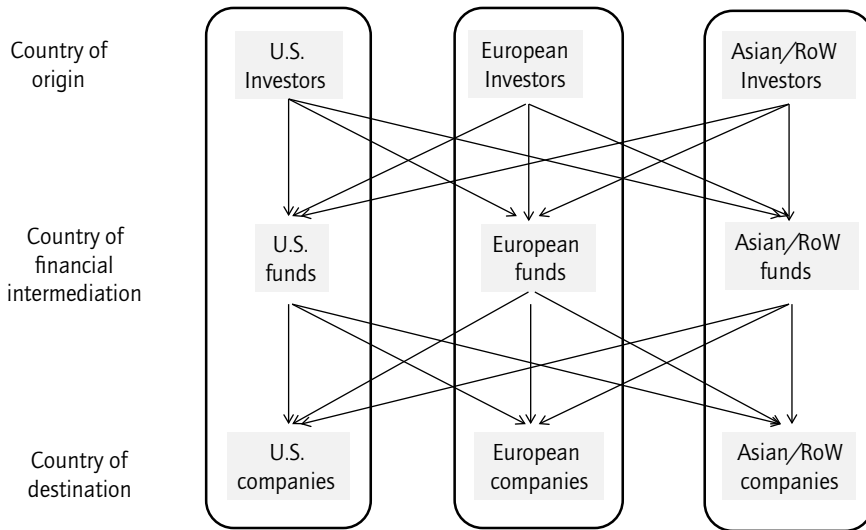 Country of
origin
U.S.
Investors
European
Investors
Asian/RoW
Investors
Country of
financial
intermediation
U.S.
funds
European
funds
Asian/RoW
funds
Country of
destination
U.S.
companies
European
companies
Asian/RoW
companies